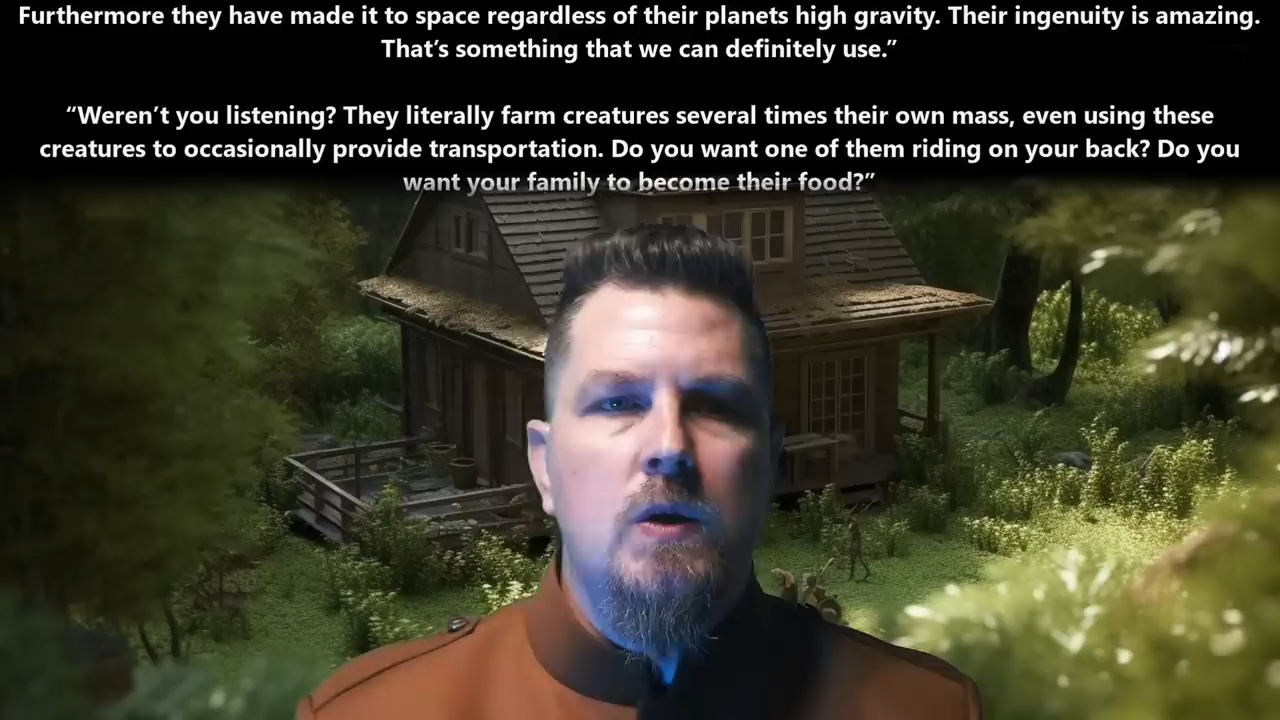 Furthermore they have made it to space regardless of their planets high gravity. Their ingenuity is amazing.
That’s something that we can definitely use.”
“Weren’t you listening? They literally farm creatures several times their own mass, even using these
creatures to occasionally provide transportation. Do you want one of them riding on your back? Do you
want your family to become their food?”